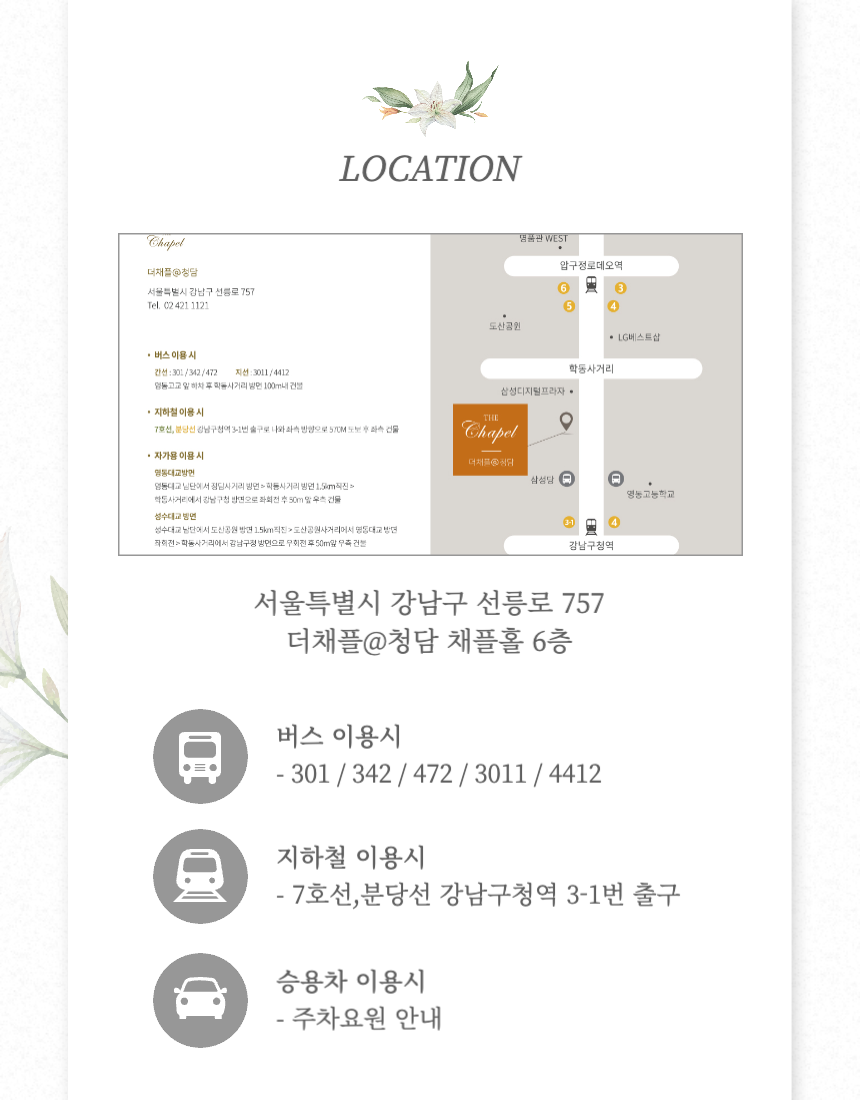 LOCATION
Chapel
더채플@청담
서울특별시 강남구 선릉로 757
Tel. 02 421 1121
• 버스 이용 시
간선 : 301 / 342 / 472 지선 : 3011 / 4412
영동고교 앞 하차 후 학동사거리 방면 100m내 건물
• 지하철 이용 시
7호선, 분당선 강남구청역 3-1번 출구로 나와 좌측 방향으로 570M 도보 후 좌측 건물
• 자가용 이용 시
영동대교방면
영동대교 남단에서 청담사거리 방면 > 학동사거리 방면 1.5km직진 >
학동사거리에서 강남구청 방면으로 좌회전 후 50m 앞 우측 건물
성수대교 방면
성수대교 남단에서 도산공원 방면 1.5km직진 > 도산공원사거리에서 영동대교 방면
좌회전 > 학동사거리에서 강남구청 방면으로 우회전 후 50m앞 우측 건물
명품관 WEST
압구정로데오역
6 3
5 4
도산공원
LG베스트샵
학동사거리
삼성디지털프라자
THE
Chapel
더채플@청담
삼성당
영동고등학교
3-1 4
강남구청역
서울특별시 강남구 선릉로 757
더채플@청담 채플홀 6층
버스 이용시
- 301 / 342 / 472 / 3011 / 4412
지하철 이용시
- 7호선,분당선 강남구청역 3-1번 출구
승용차 이용시
- 주차요원 안내